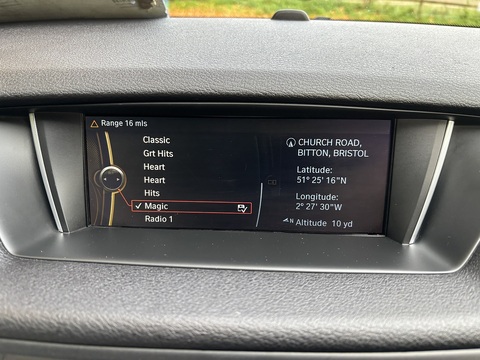 Range 16 mls
Classic
Grt Hits
Heart
Heart
Hits
✓ Magic
Radio 1
CHURCH ROAD,
BITTON, BRISTOL
Latitude:
51° 25' 16"N
Longitude:
2° 27' 30"W
N Altitude 10 yd